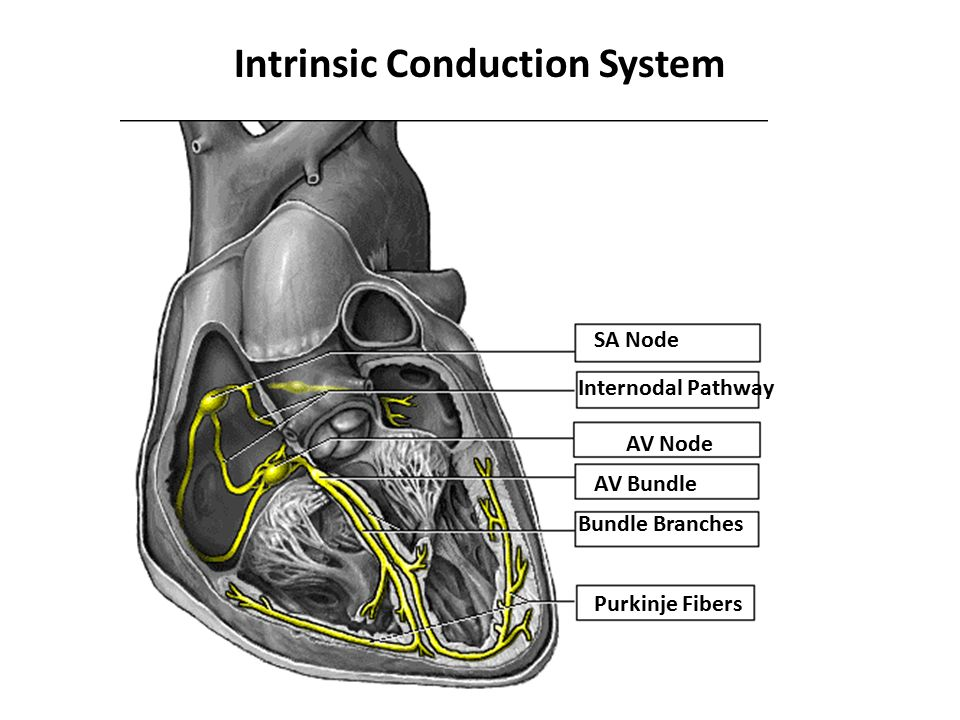 Intrinsic Conduction System
SA Node
Internodal Pathway
AV Node
AV Bundle
Bundle Branches
Purkinje Fibers